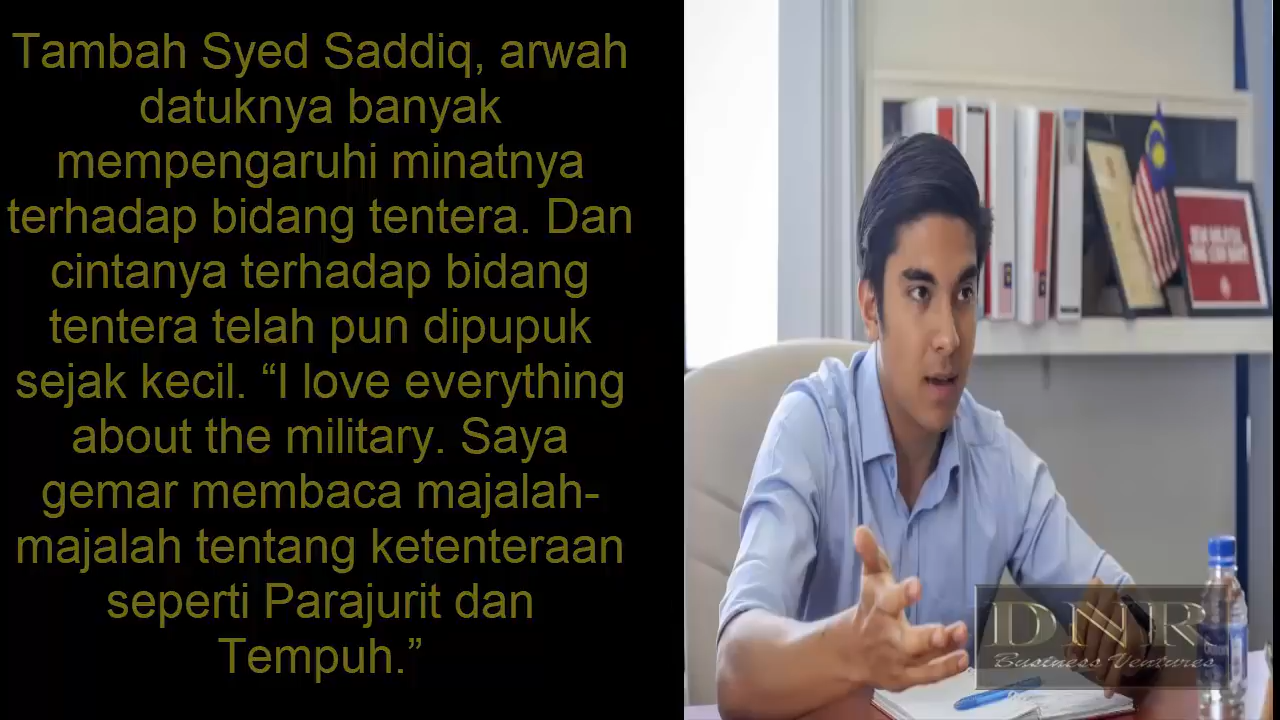 Tambah Syed Saddiq, arwah
datuknya banyak
mempengaruhi minatnya
terhadap bidang tentera. Dan
cintanya terhadap bidang
tentera telah pun dipupuk
sejak kecil. “I love everything
about the military. Saya
gemar membaca majalah-
majalah tentang ketenteraan
seperti Parajurit dan
Tempuh.”
DNR
Business Ventures